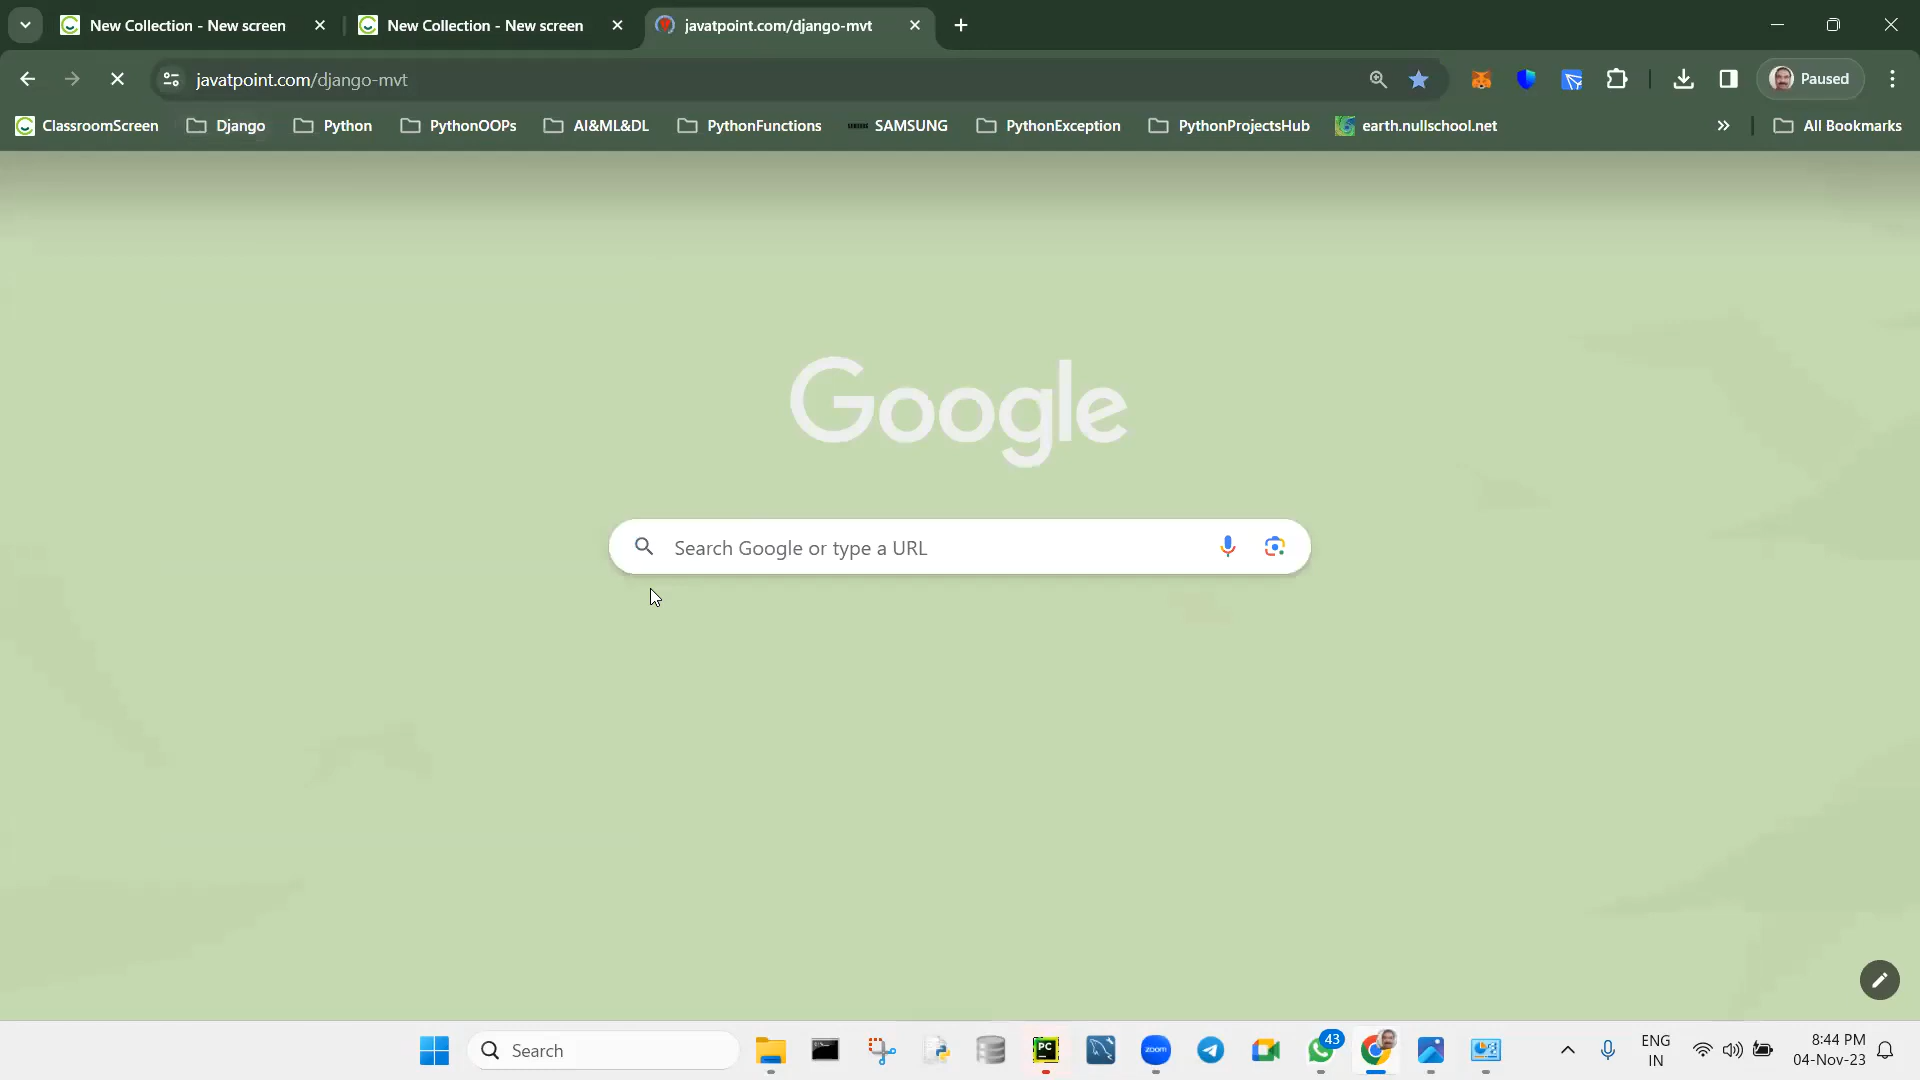 New Collection - New screen
New Collection - New screen
javatpoint.com/django-mvt
javatpoint.com/django-mvt
Paused
ClassroomScreen
Django
Python
PythonOOPs
AI&ML&DL
PythonFunctions
SAMSUNG
PythonException
PythonProjectsHub
earth.nullschool.net
All Bookmarks
Google
Search Google or type a URL
Search
PC
zoom
43
ENG
IN
8:44 PM
04-Nov-23